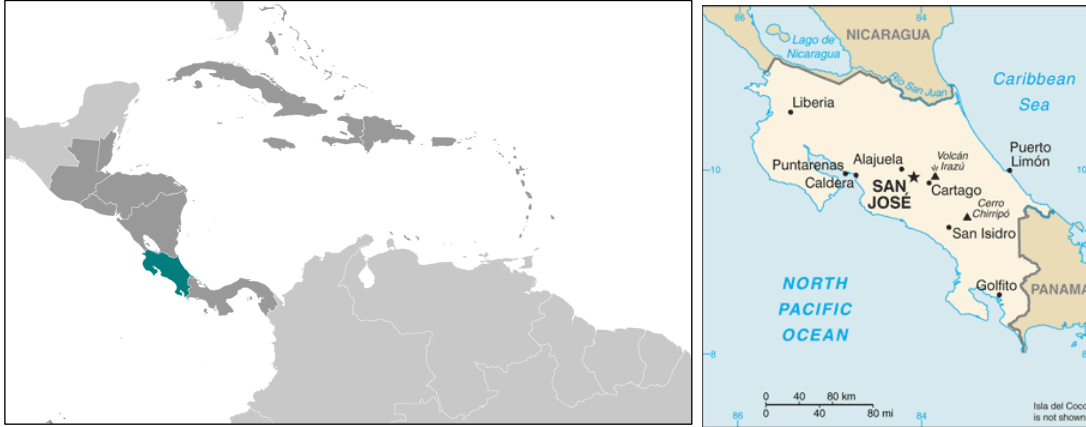 86
84
NICARAGUA
Lago de
Nicaragua
Río San Juan
Caribbean
Sea
Liberia
Puerto
Limón
Volcán
Irazú
Alajuela
Puntarenas
10
10
Caldera
SAN
JOSÉ
Cartago
Cerro
Chirripó
San Isidro
Golfito
PANAMA
NORTH
PACIFIC
OCEAN
8
8
0 40 80 km
0 40 80 mi
86
84
Isla del Coco
is not shown